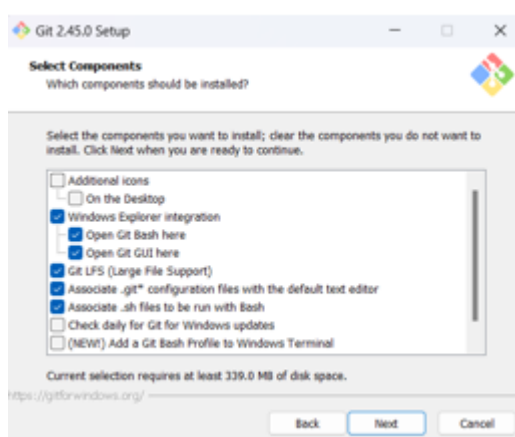 Git 2.45.0 Setup
Select Components
Which components should be installed?
Select the components you want to install; clear the components you do not want to
install. Click Next when you are ready to continue.
Additional icons
On the Desktop
Windows Explorer integration
Open Git Bash here
Open Git GUI here
Git LFS (Large File Support)
Associate .git* configuration files with the default text editor
Associate .sh files to be run with Bash
Check daily for Git for Windows updates
(NEW!) Add a Git Bash Profile to Windows Terminal
Current selection requires at least 339.0 MB of disk space.
https://gitforwindows.org/
Back Next Cancel